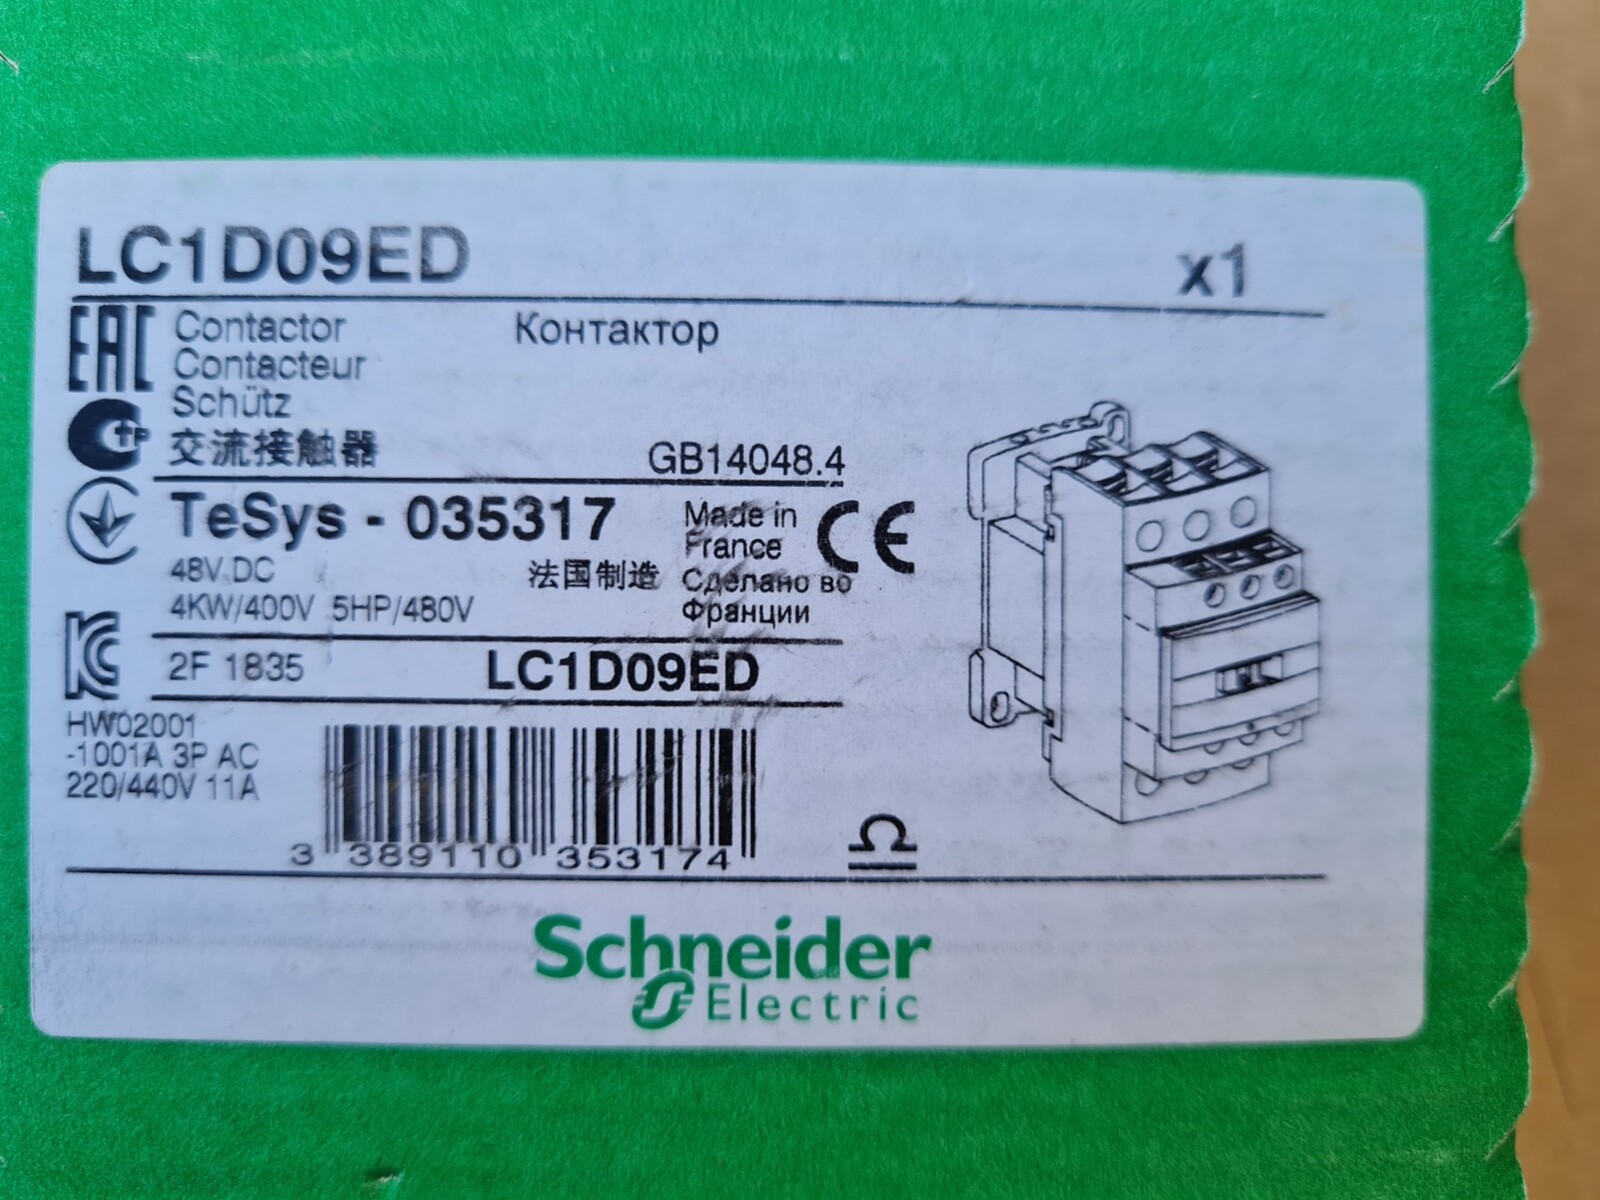 LC1D09ED x1
EAC Contactor Контактор
Contacteur
Schütz
交流接触器 GB14048.4
TeSys - 035317 Made in France CE
48V.DC 法国制造 Сделано во
4KW/400V 5HP/480V Франции
2F 1835 LC1D09ED
HW02001
-1001A 3P AC
220/440V 11A
3 389110 353174
Schneider
Electric